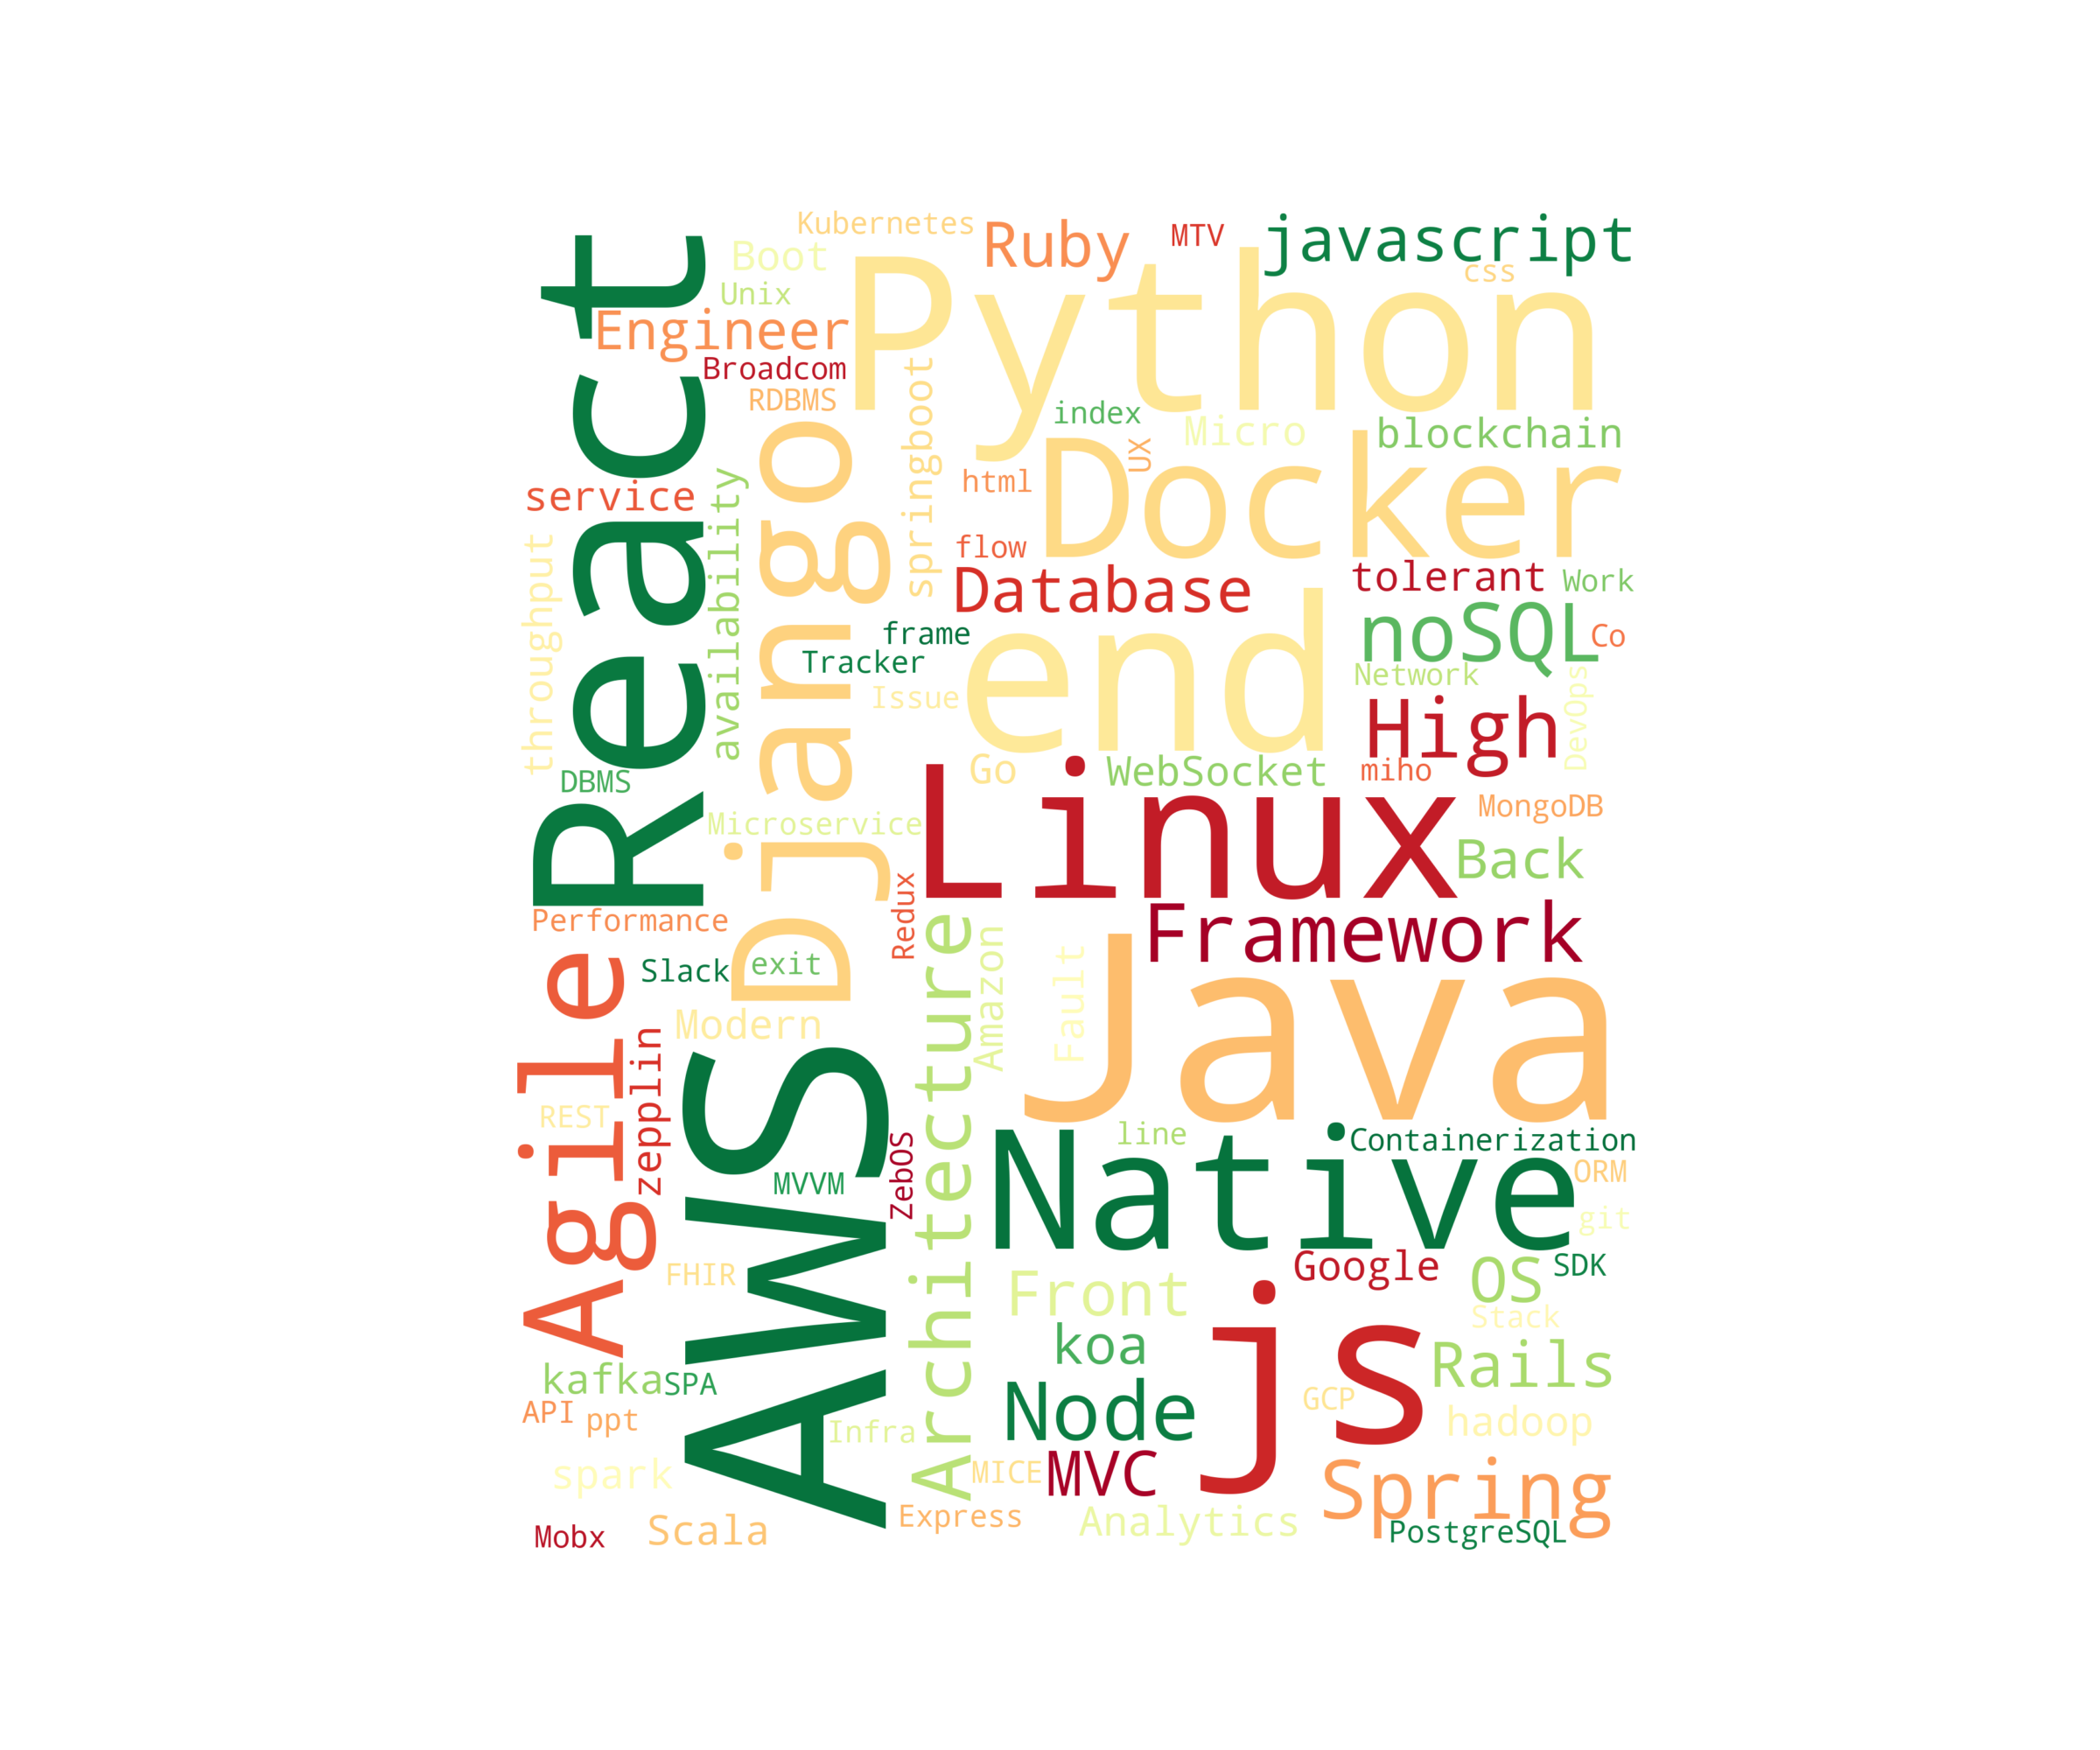 Kubernetes
Ruby
MTV
javascript
Boot
css
Unix
Python
Engineer
Broadcom
RDBMS
React
index
Micro
blockchain
springboot
UX
Docker
html
service
Django
availability
throughput
flow
Database
tolerant
Work
end
noSQL
Co
frame
Tracker
Network
Issue
High
DevOps
DBMS
Go
WebSocket
miho
Linux
MongoDB
Microservice
Back
Redux
Performance
Framework
Agile
Slack
exit
Architecture
Amazon
Fault
Java
Modern
zepplin
AWS
REST
line
Containerization
Native
ZebOS
MVVM
ORM
git
FHIR
Front
Google
OS
SDK
js
Stack
koa
Rails
kafka
SPA
Node
GCP
API
ppt
Infra
hadoop
spark
MICE
MVC
Spring
Mobx
Scala
Express
Analytics
PostgreSQL